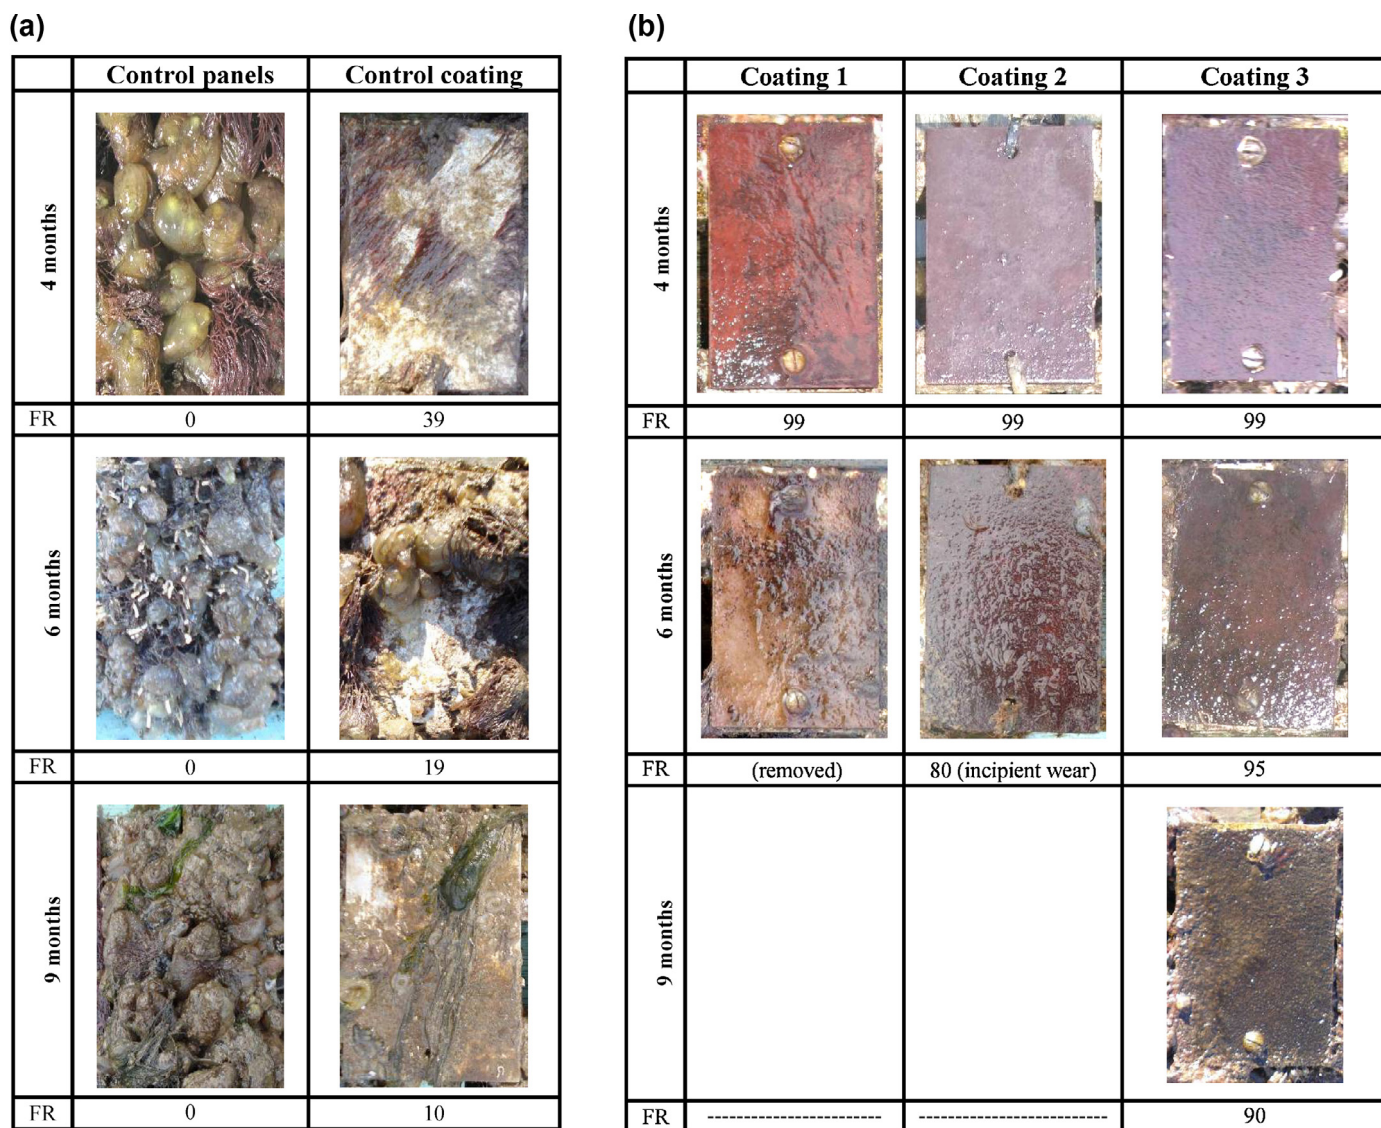 (a)
Control panels Control coating
4 months
FR 0 39
6 months
FR 0 19
9 months
FR 0 10
(b)
Coating 1 Coating 2 Coating 3
4 months
FR 99 99 99
6 months
FR (removed) 80 (incipient wear) 95
9 months
FR ------------------------ -------------------------- 90